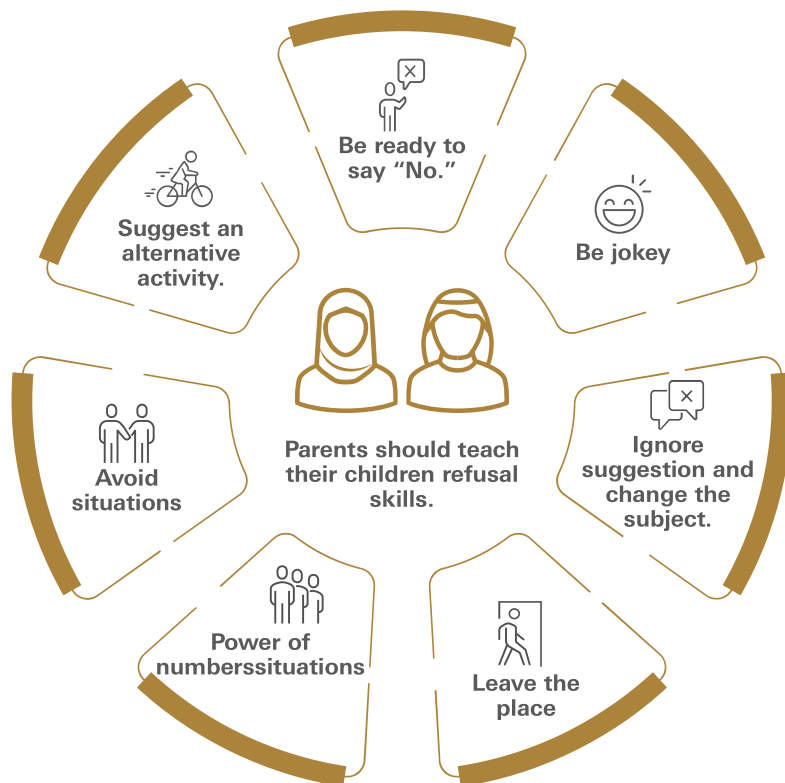 Be ready to
say “No.”
Be jokey
Ignore
suggestion and
change the
subject.
Leave the
place
Power of
numberssituations
Avoid
situations
Suggest an
alternative
activity.
Parents should teach
their children refusal
skills.